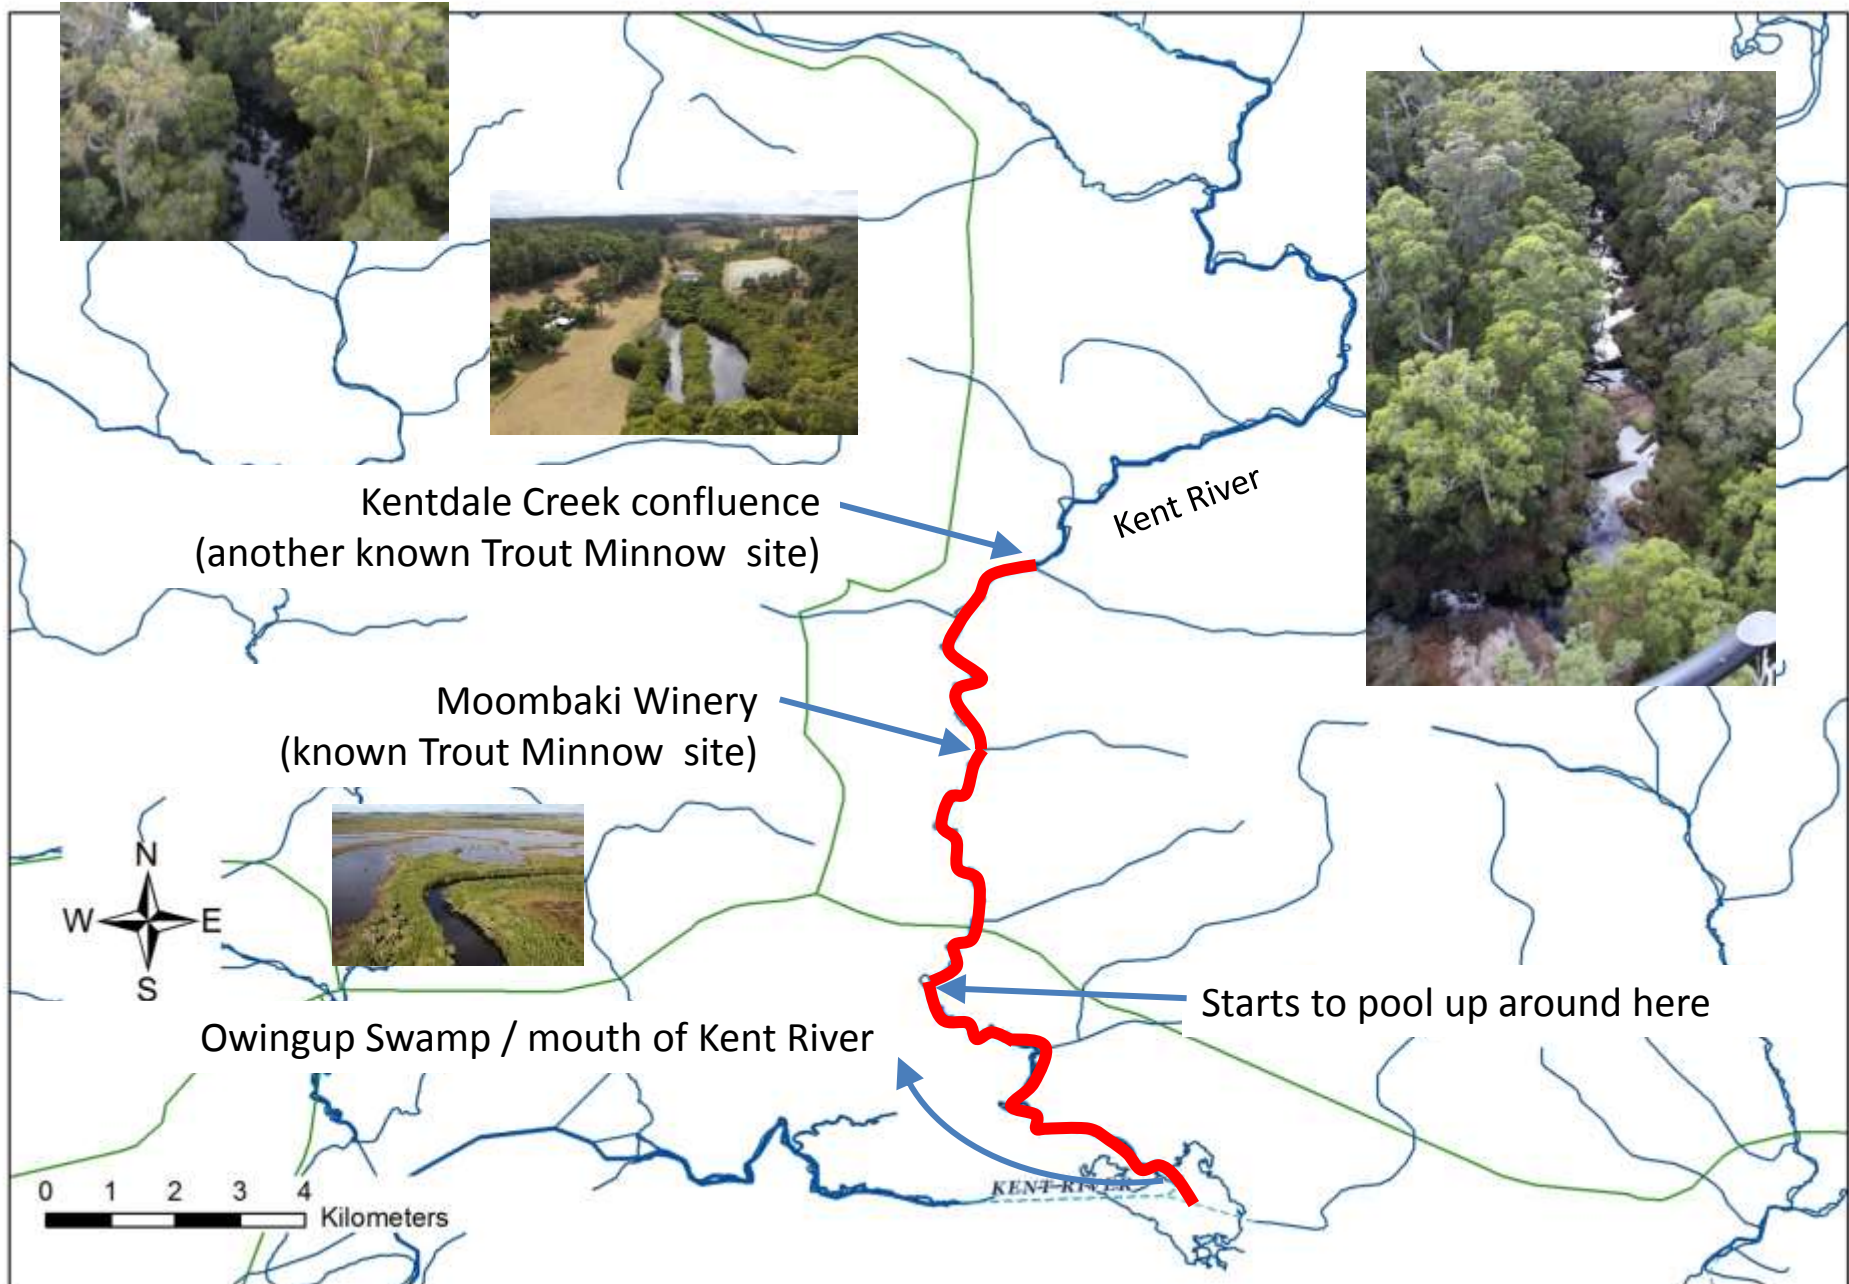 Kentdale Creek confluence
(another known Trout Minnow site)
Kent River
Moombaki Winery
(known Trout Minnow site)
N
W E
S
Starts to pool up around here
Owingup Swamp / mouth of Kent River
KENT RIVER
0 1 2 3 4
Kilometers